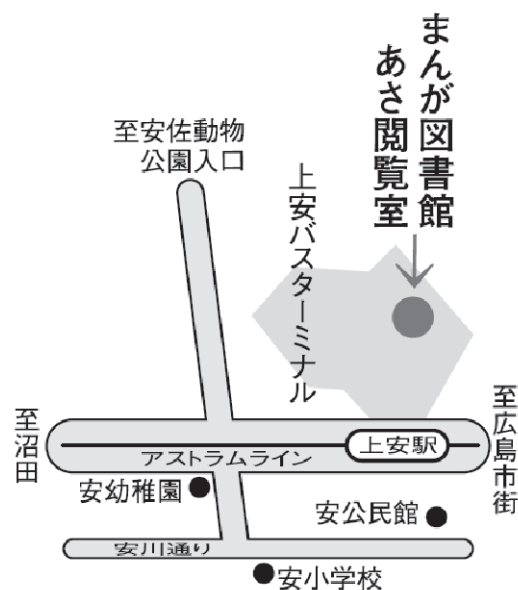 まんが図書館
あさ閲覧室
至安佐動物
公園入口
上安バスターミナル
至沼田
至広島市街
上安駅
アストラムライン
安幼稚園
安公民館
安川通り
安小学校